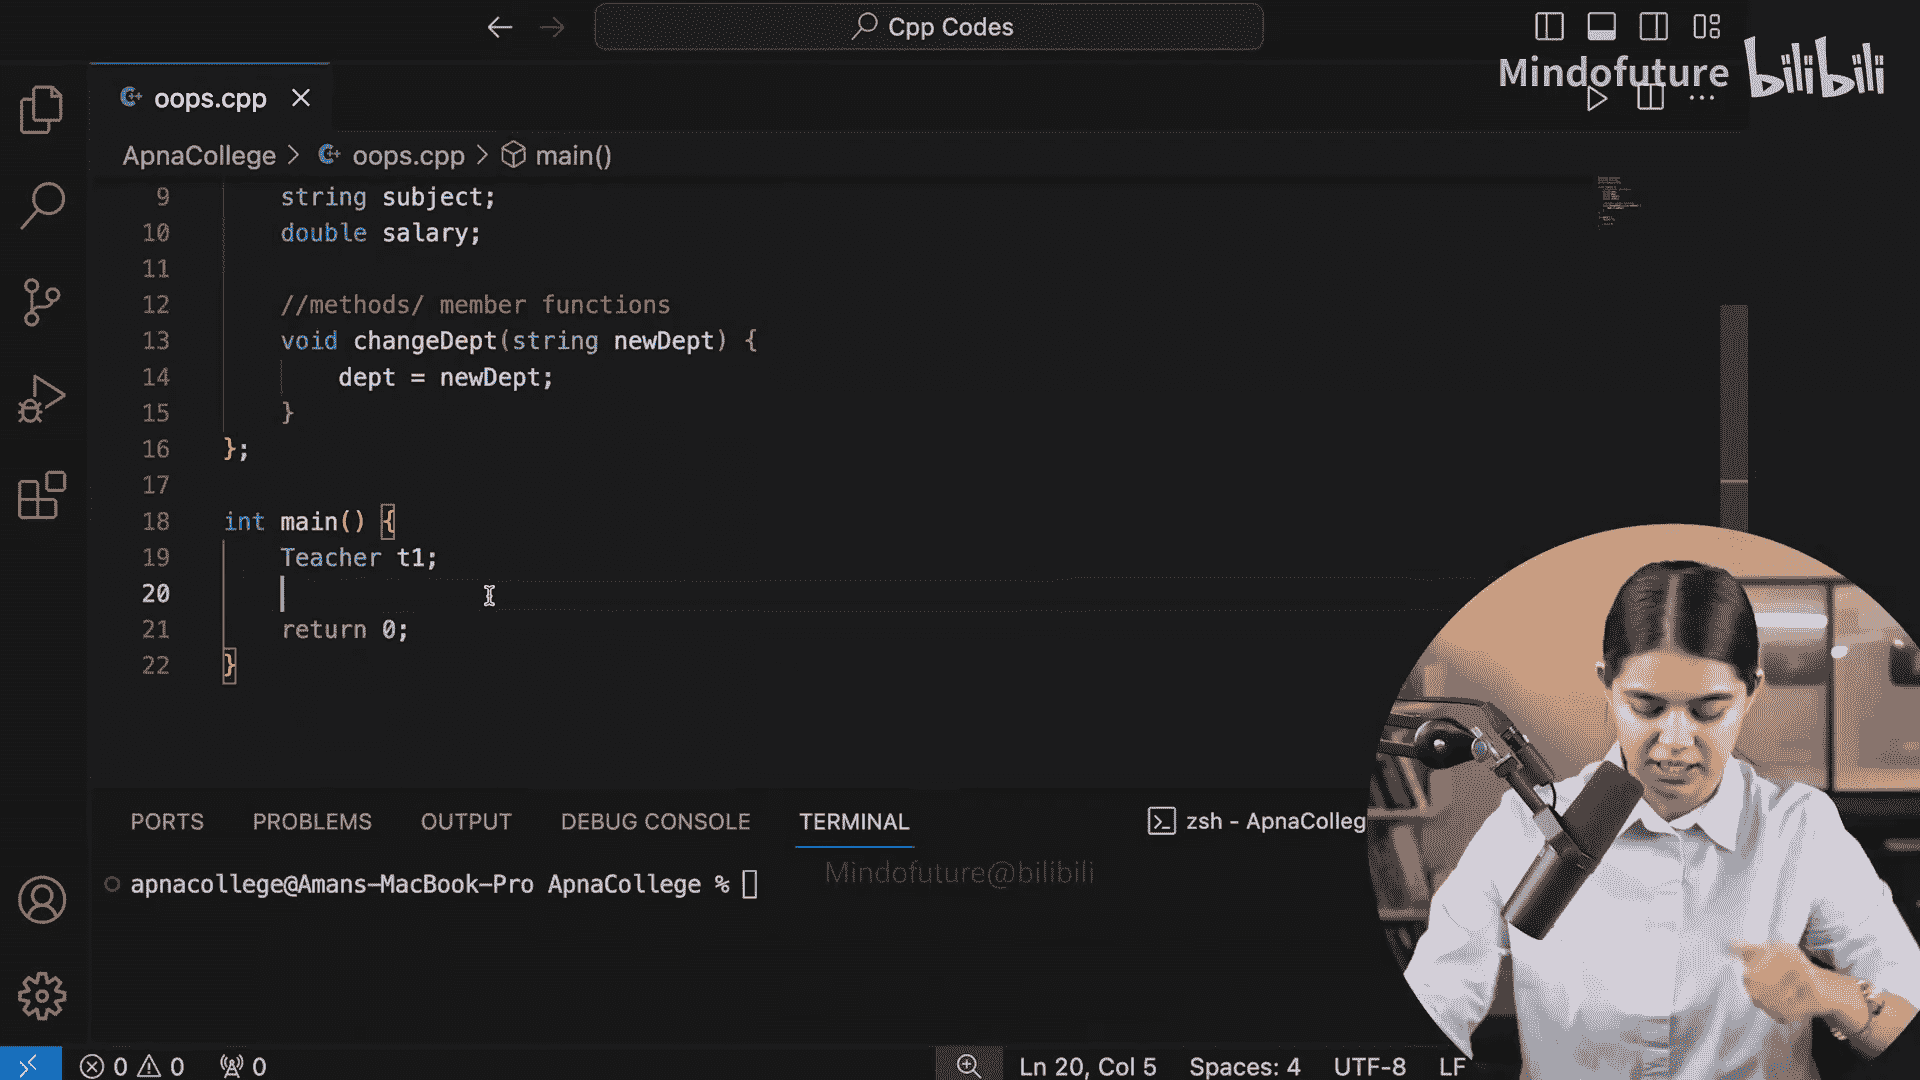 Cpp Codes
Mindofuture bilibili
oops.cpp
ApnaCollege > oops.cpp > main()
9 string subject;
10 double salary;
11
12 //methods/ member functions
13 void changeDept(string newDept) {
14 dept = newDept;
15 }
16 };
17
18 int main() {
19 Teacher t1;
20
21 return 0;
22 }
PORTS PROBLEMS OUTPUT DEBUG CONSOLE TERMINAL zsh - ApnaColleg
Mindofuture@bilibili
apnacollege@Amans-MacBook-Pro ApnaCollege %
0 0 0 Ln 20, Col 5 Spaces: 4 UTF-8 LF